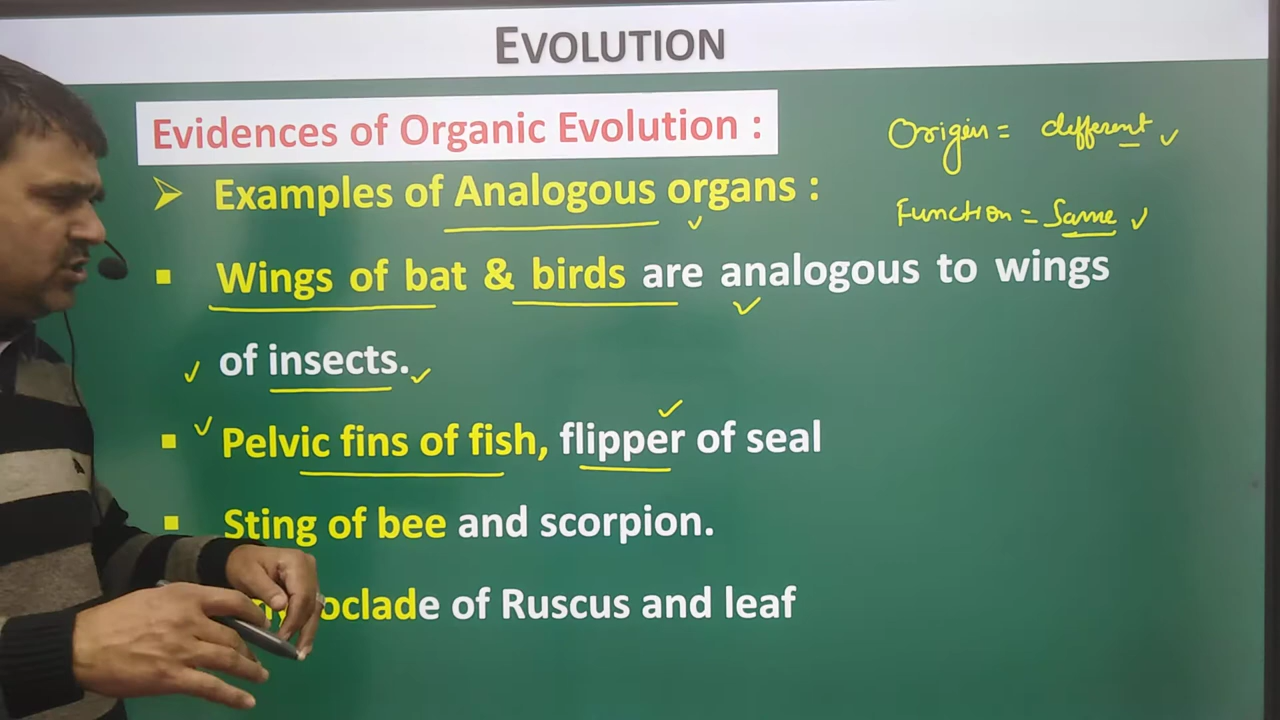 EVOLUTION
Evidences of Organic Evolution :
Origin = different
Examples of Analogous organs :
Function = Same
Wings of bat & birds are analogous to wings
of insects.
Pelvic fins of fish, flipper of seal
Sting of bee and scorpion.
of Ruscus and leaf